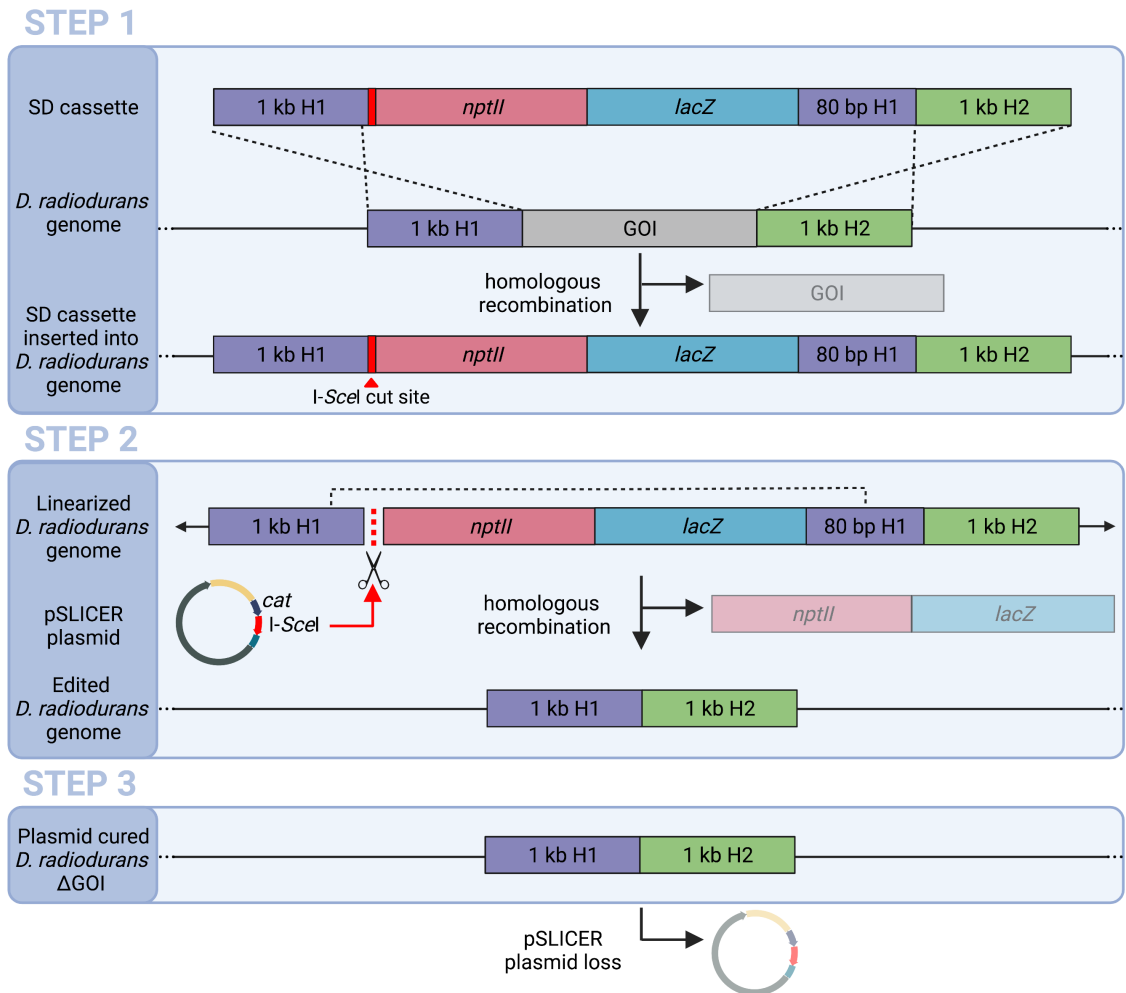 STEP 1
SD cassette
1 kb H1
nptII
lacZ
80 bp H1
1 kb H2
D. radiodurans
genome
1 kb H1
GOI
1 kb H2
homologous
recombination
GOI
SD cassette
inserted into
D. radiodurans
genome
1 kb H1
nptII
lacZ
80 bp H1
1 kb H2
I-SceI cut site
STEP 2
Linearized
D. radiodurans
genome
1 kb H1
nptII
lacZ
80 bp H1
1 kb H2
pSLICER
plasmid
cat
I-SceI
homologous
recombination
nptII
lacZ
Edited
D. radiodurans
genome
1 kb H1
1 kb H2
STEP 3
Plasmid cured
D. radiodurans
ΔGOI
1 kb H1
1 kb H2
pSLICER
plasmid loss